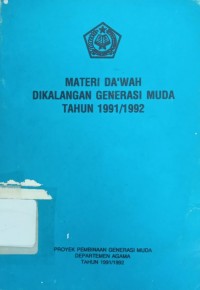 MATERI DA'WAH
DIKALANGAN GENERASI MUDA
TAHUN 1991/1992
PROYEK PEMBINAAN GENERASI MUDA
DEPARTEMEN AGAMA
TAHUN 1991/1992